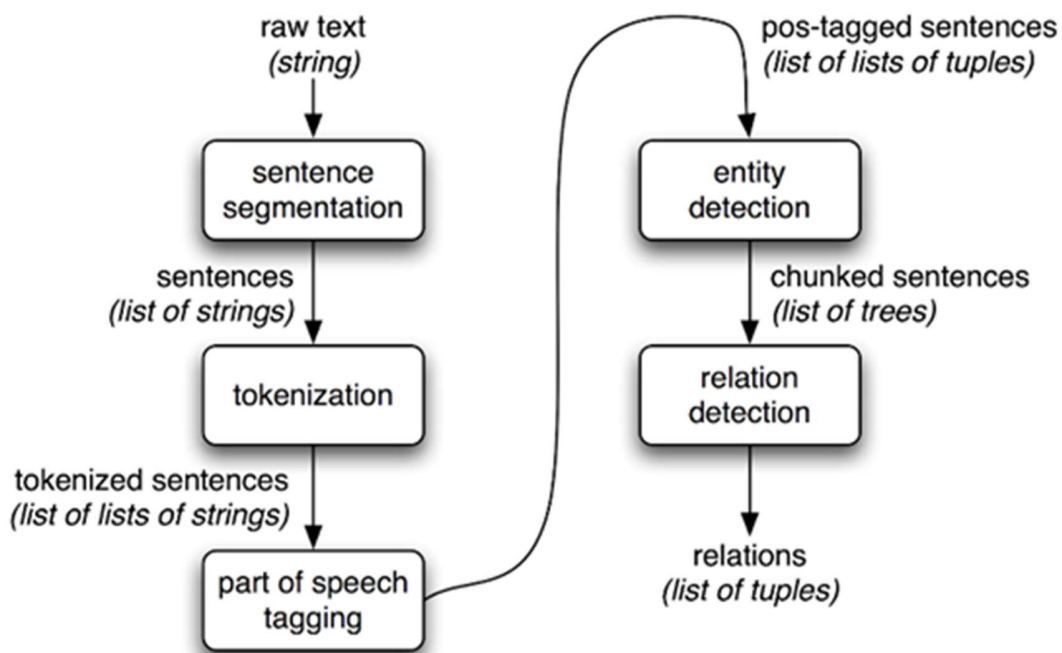 raw text
(string)
sentence
segmentation
sentences
(list of strings)
tokenization
tokenized sentences
(list of lists of strings)
part of speech
tagging
pos-tagged sentences
(list of lists of tuples)
entity
detection
chunked sentences
(list of trees)
relation
detection
relations
(list of tuples)